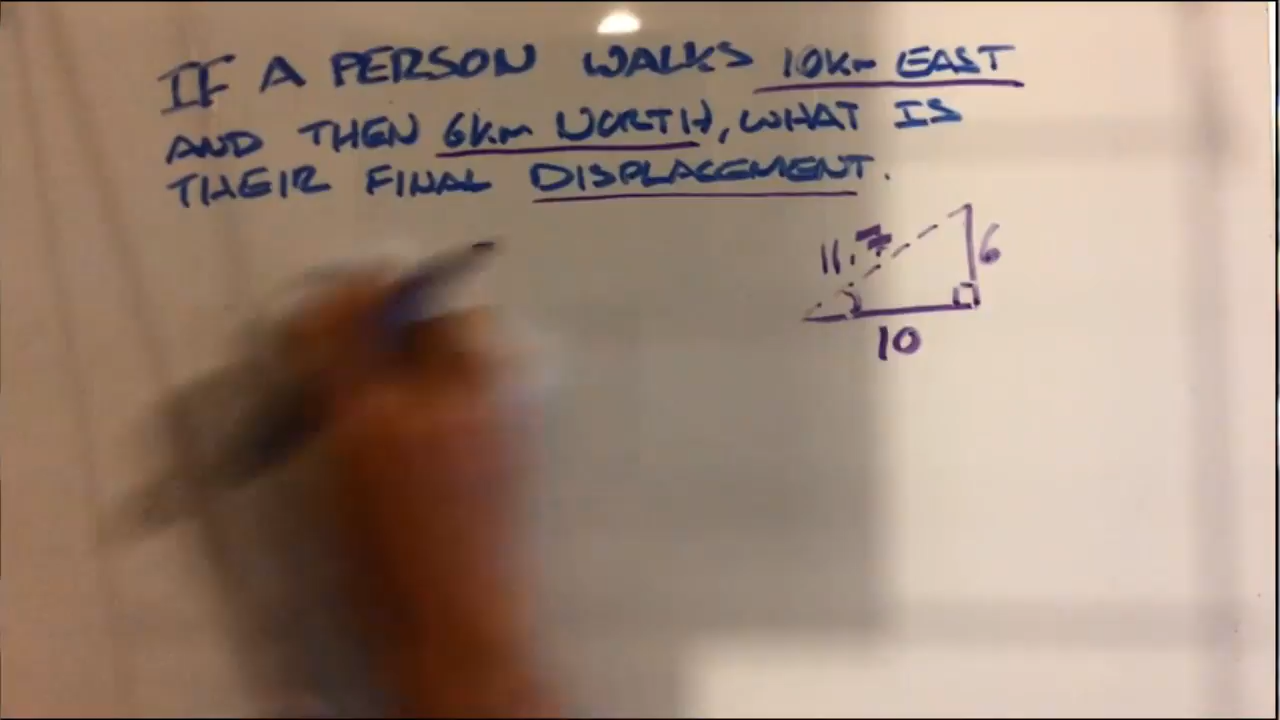 IF A PERSON WALKS 10Km EAST
AND THEN 6Km NORTH, WHAT IS
THEIR FINAL DISPLACEMENT.
11.7
6
10